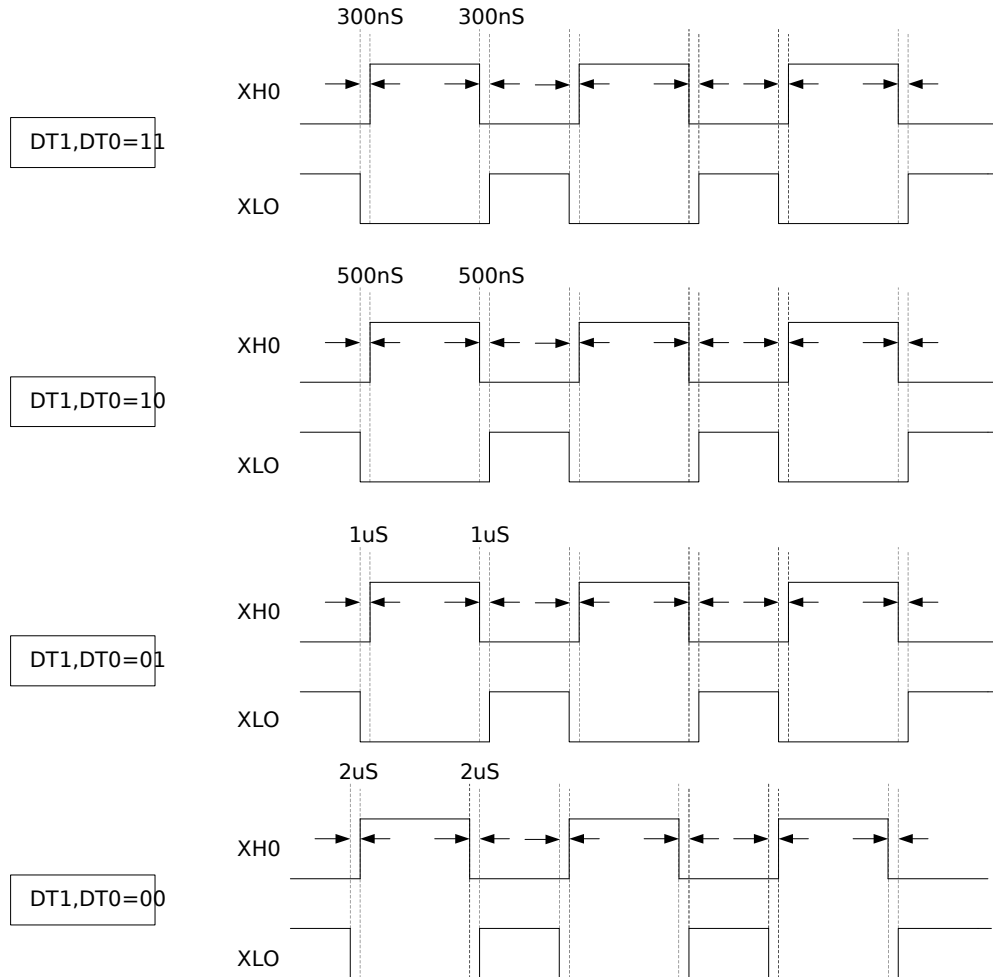 300nS 300nS
XH0
DT1,DT0=11
XLO
500nS 500nS
XH0
DT1,DT0=10
XLO
1uS 1uS
XH0
DT1,DT0=01
XLO
2uS 2uS
XH0
DT1,DT0=00
XLO